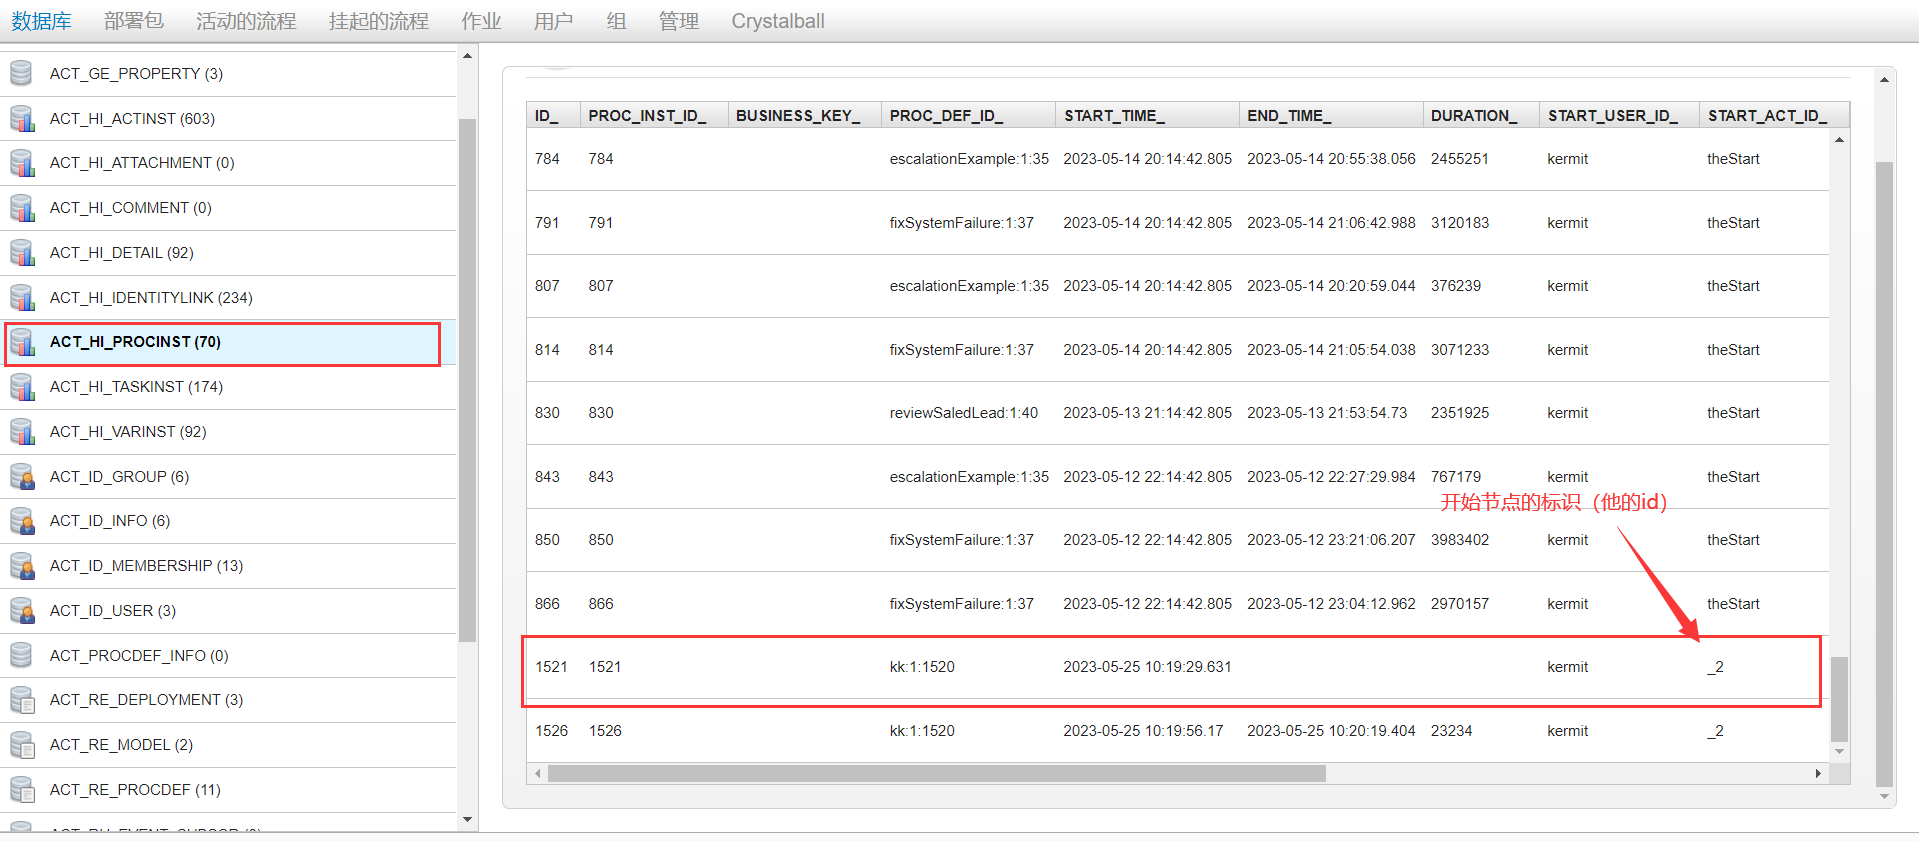 数据库 部署包 活动的流程 挂起的流程 作业 用户 组 管理 Crystalball
ACT_GE_PROPERTY (3)
ACT_HI_ACTINST (603)
ACT_HI_ATTACHMENT (0)
ACT_HI_COMMENT (0)
ACT_HI_DETAIL (92)
ACT_HI_IDENTITYLINK (234)
ACT_HI_PROCINST (70)
ACT_HI_TASKINST (174)
ACT_HI_VARINST (92)
ACT_ID_GROUP (6)
ACT_ID_INFO (6)
ACT_ID_MEMBERSHIP (13)
ACT_ID_USER (3)
ACT_PROCDEF_INFO (0)
ACT_RE_DEPLOYMENT (3)
ACT_RE_MODEL (2)
ACT_RE_PROCDEF (11)
ID_ PROC_INST_ID_ BUSINESS_KEY_ PROC_DEF_ID_ START_TIME_ END_TIME_ DURATION_ START_USER_ID_ START_ACT_ID_
784 784 escalationExample:1:35 2023-05-14 20:14:42.805 2023-05-14 20:55:38.056 2455251 kermit theStart
791 791 fixSystemFailure:1:37 2023-05-14 20:14:42.805 2023-05-14 21:06:42.988 3120183 kermit theStart
807 807 escalationExample:1:35 2023-05-14 20:14:42.805 2023-05-14 20:20:59.044 376239 kermit theStart
814 814 fixSystemFailure:1:37 2023-05-14 20:14:42.805 2023-05-14 21:05:54.038 3071233 kermit theStart
830 830 reviewSaledLead:1:40 2023-05-13 21:14:42.805 2023-05-13 21:53:54.73 2351925 kermit theStart
843 843 escalationExample:1:35 2023-05-12 22:14:42.805 2023-05-12 22:27:29.984 767179 kermit theStart
开始节点的标识（他的id）
850 850 fixSystemFailure:1:37 2023-05-12 22:14:42.805 2023-05-12 23:21:06.207 3983402 kermit theStart
866 866 fixSystemFailure:1:37 2023-05-12 22:14:42.805 2023-05-12 23:04:12.962 2970157 kermit theStart
1521 1521 kk:1:1520 2023-05-25 10:19:29.631 kermit _2
1526 1526 kk:1:1520 2023-05-25 10:19:56.17 2023-05-25 10:20:19.404 23234 kermit _2